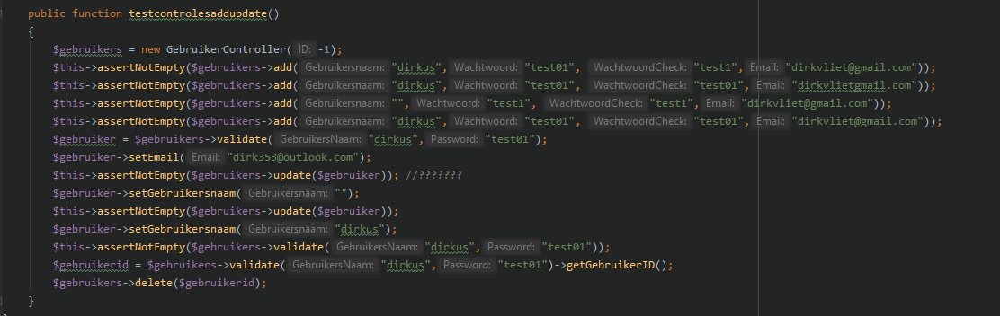 public function testcontrolesaddupdate()
{
$gebruikers = new GebruikerController( ID: -1);
$this->assertNotEmpty($gebruikers->add( Gebruikersnaam: "dirkus", Wachtwoord: "test01", WachtwoordCheck: "test1", Email: "dirkvliet@gmail.com"));
$this->assertNotEmpty($gebruikers->add( Gebruikersnaam: "dirkus", Wachtwoord: "test01", WachtwoordCheck: "test01", Email: "dirkvlietgmail.com"));
$this->assertNotEmpty($gebruikers->add( Gebruikersnaam: "", Wachtwoord: "test1", WachtwoordCheck: "test1", Email: "dirkvliet@gmail.com"));
$this->assertNotEmpty($gebruikers->add( Gebruikersnaam: "dirkus", Wachtwoord: "test01", WachtwoordCheck: "test01", Email: "dirkvliet@gmail.com"));
$gebruiker = $gebruikers->validate( GebruikersNaam: "dirkus", Password: "test01");
$gebruiker->setEmail( Email: "dirk353@outlook.com");
$this->assertNotEmpty($gebruikers->update($gebruiker)); //???????
$gebruiker->setGebruikersnaam( Gebruikersnaam: "");
$this->assertNotEmpty($gebruikers->update($gebruiker));
$gebruiker->setGebruikersnaam( Gebruikersnaam: "dirkus");
$this->assertNotEmpty($gebruikers->validate( GebruikersNaam: "dirkus", Password: "test01"));
$gebruikerid = $gebruikers->validate( GebruikersNaam: "dirkus", Password: "test01")->getGebruikerID();
$gebruikers->delete($gebruikerid);
}